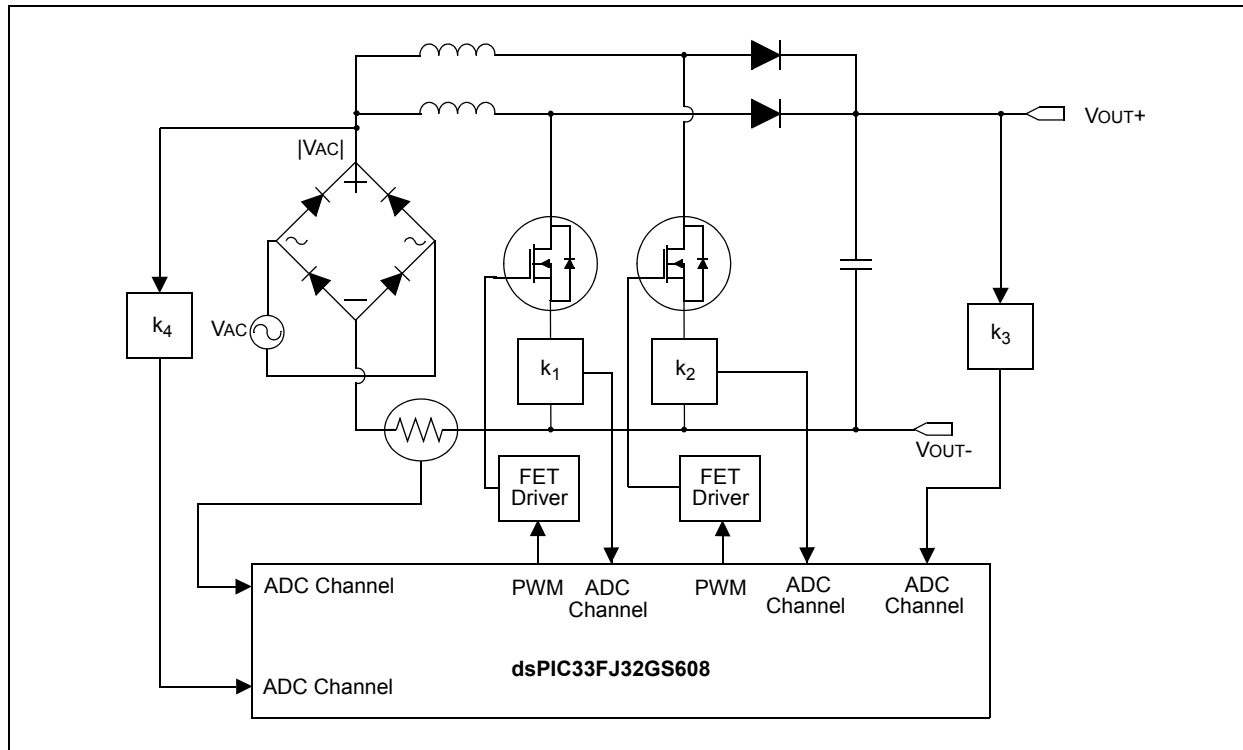 VOUT+
|VAC|
k4
VAC
k1
k2
k3
VOUT-
FET
Driver
FET
Driver
ADC Channel
PWM
ADC
Channel
PWM
ADC
Channel
ADC
Channel
dsPIC33FJ32GS608
ADC Channel